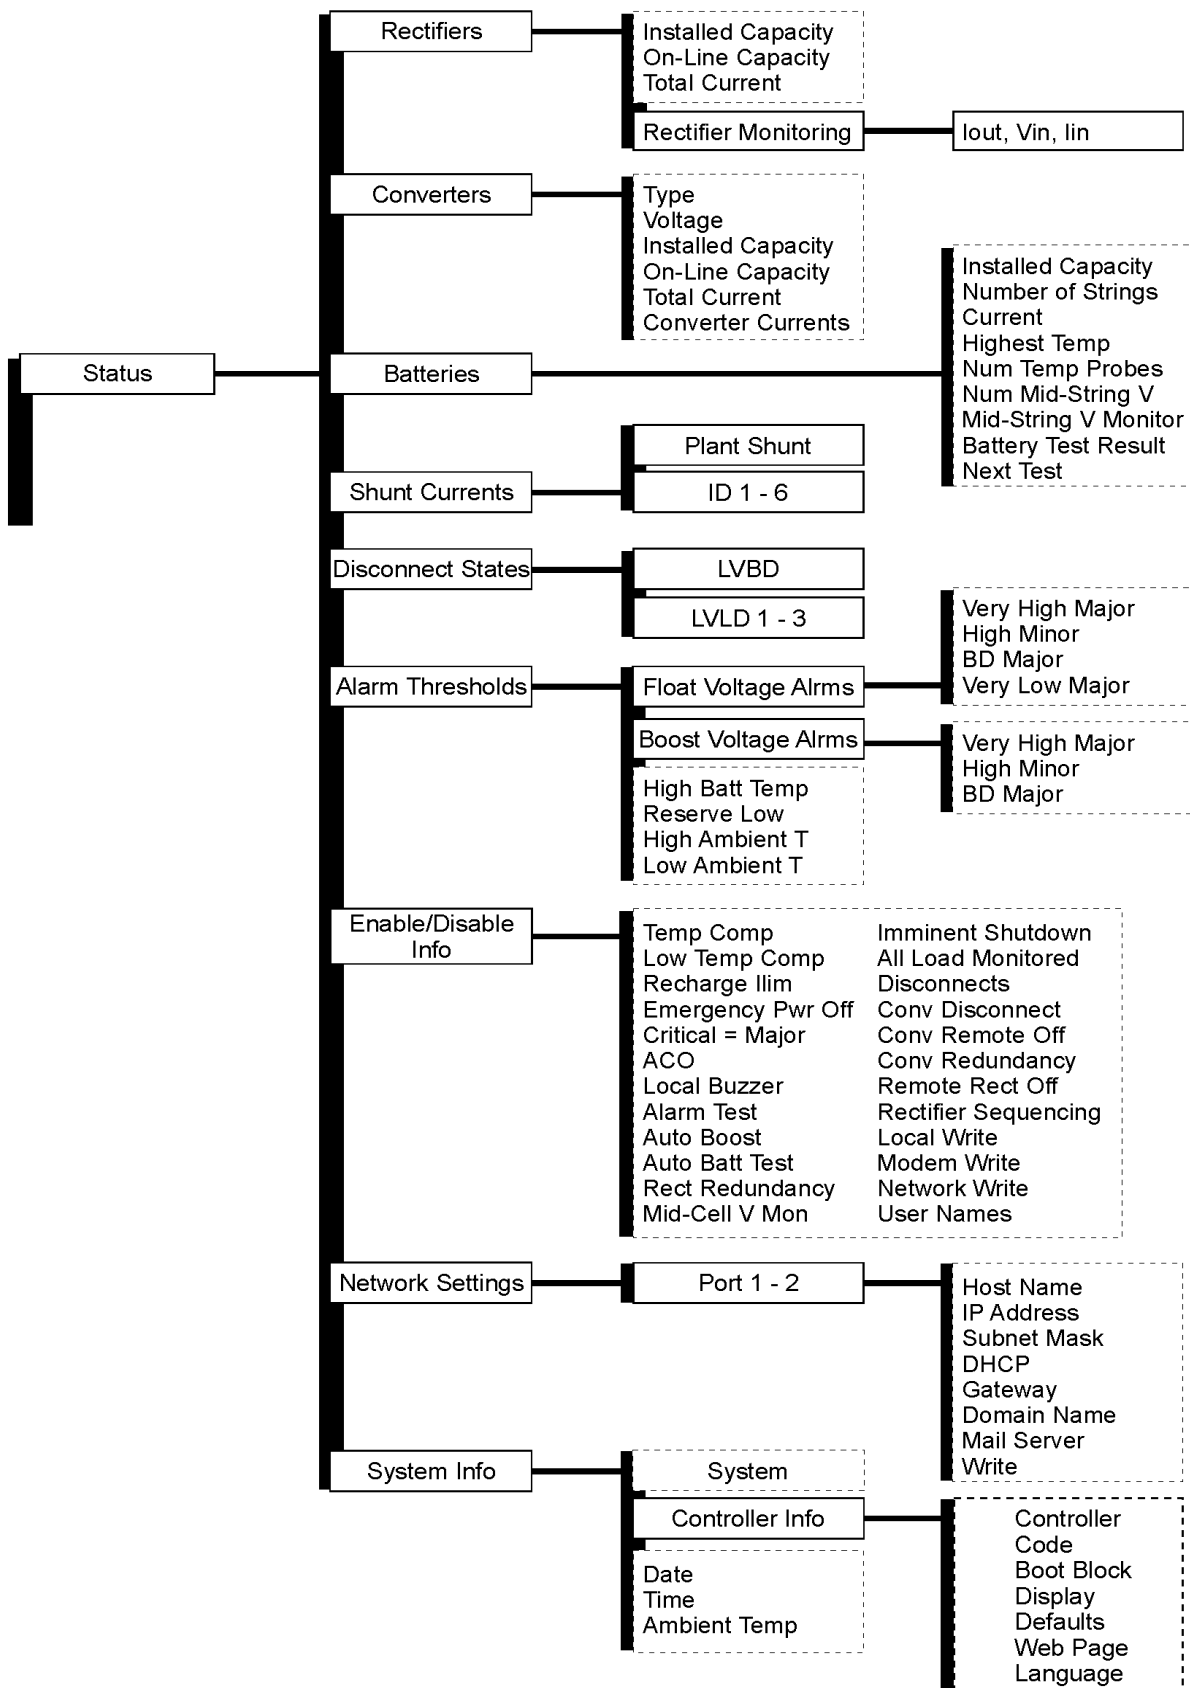 Status
Rectifiers
Installed Capacity
On-Line Capacity
Total Current
Rectifier Monitoring
Iout, Vin, Iin
Converters
Type
Voltage
Installed Capacity
On-Line Capacity
Total Current
Converter Currents
Batteries
Installed Capacity
Number of Strings
Current
Highest Temp
Num Temp Probes
Num Mid-String V
Mid-String V Monitor
Battery Test Result
Next Test
Shunt Currents
Plant Shunt
ID 1 - 6
Disconnect States
LVBD
LVLD 1 - 3
Alarm Thresholds
Float Voltage Alrms
Very High Major
High Minor
BD Major
Very Low Major
Boost Voltage Alrms
Very High Major
High Minor
BD Major
High Batt Temp
Reserve Low
High Ambient T
Low Ambient T
Enable/Disable
Info
Temp Comp
Low Temp Comp
Recharge Ilim
Emergency Pwr Off
Critical = Major
ACO
Local Buzzer
Alarm Test
Auto Boost
Auto Batt Test
Rect Redundancy
Mid-Cell V Mon
Imminent Shutdown
All Load Monitored
Disconnects
Conv Disconnect
Conv Remote Off
Conv Redundancy
Remote Rect Off
Rectifier Sequencing
Local Write
Modem Write
Network Write
User Names
Network Settings
Port 1 - 2
Host Name
IP Address
Subnet Mask
DHCP
Gateway
Domain Name
Mail Server
Write
System Info
System
Controller Info
Controller
Code
Boot Block
Display
Defaults
Web Page
Language
Date
Time
Ambient Temp